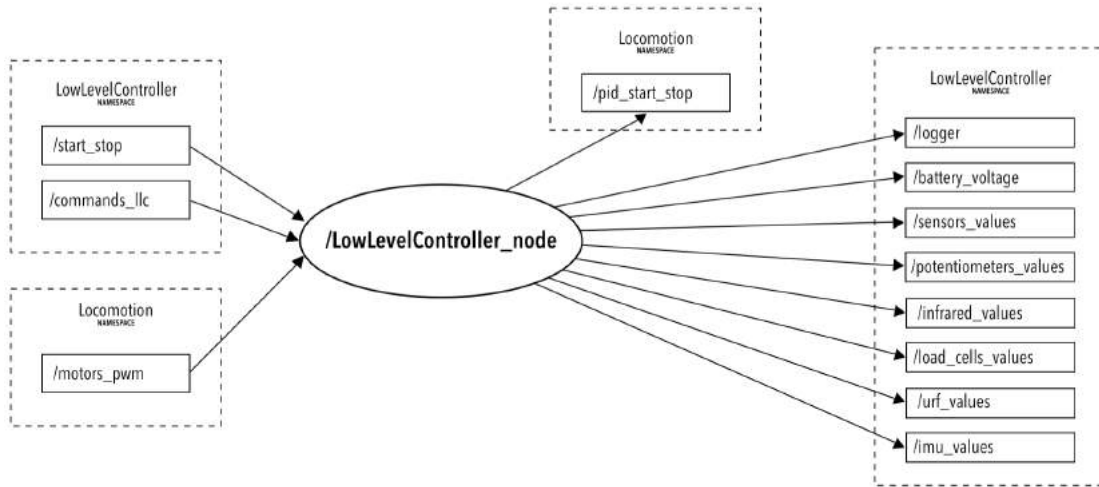 LowLevelController
NAMESPACE
/start_stop
/commands_llc
Locomotion
NAMESPACE
/motors_pwm
/LowLevelController_node
Locomotion
NAMESPACE
/pid_start_stop
LowLevelController
NAMESPACE
/logger
/battery_voltage
/sensors_values
/potentiometers_values
/infrared_values
/load_cells_values
/urf_values
/imu_values